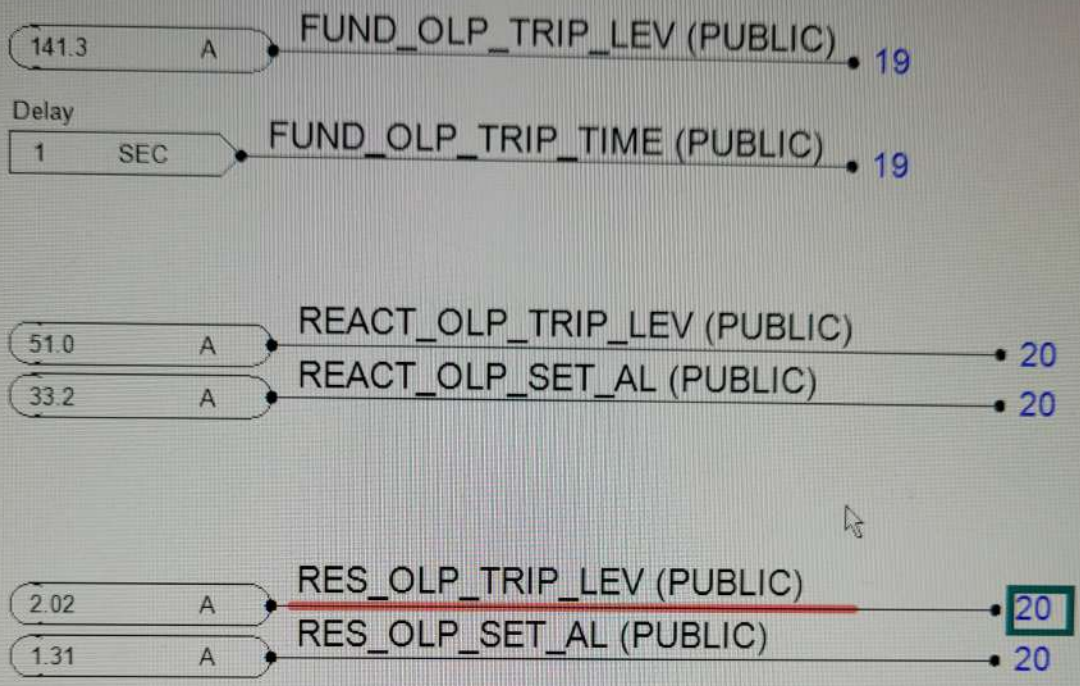 141.3 A FUND_OLP_TRIP_LEV (PUBLIC) 19
Delay
1 SEC FUND_OLP_TRIP_TIME (PUBLIC) 19
51.0 A REACT_OLP_TRIP_LEV (PUBLIC) 20
33.2 A REACT_OLP_SET_AL (PUBLIC) 20
2.02 A RES_OLP_TRIP_LEV (PUBLIC) 20
1.31 A RES_OLP_SET_AL (PUBLIC) 20